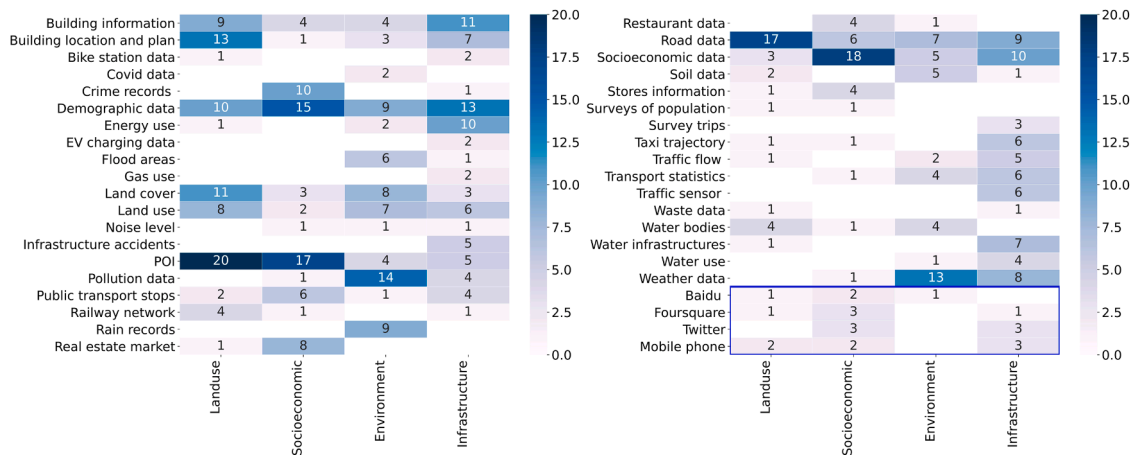 Building information 9 4 4 11
Building location and plan 13 1 3 7
Bike station data 1 2
Covid data 2
Crime records 10 1
Demographic data 10 15 9 13
Energy use 1 2 10
EV charging data 2
Flood areas 6 1
Gas use 2
Land cover 11 3 8 3
Land use 8 2 7 6
Noise level 1 1 1
Infrastructure accidents 5
POI 20 17 4 5
Pollution data 1 14 4
Public transport stops 2 6 1 4
Railway network 4 1 1
Rain records 9
Real estate market 1 8
Landuse
Socioeconomic
Environment
Infrastructure
20.0
17.5
15.0
12.5
10.0
7.5
5.0
2.5
0.0
Restaurant data 4 1
Road data 17 6 7 9
Socioeconomic data 3 18 5 10
Soil data 2 5 1
Stores information 1 4
Surveys of population 1 1
Survey trips 3
Taxi trajectory 1 1 6
Traffic flow 1 2 5
Transport statistics 1 4 6
Traffic sensor 6
Waste data 1 1
Water bodies 4 1 4
Water infrastructures 1 7
Water use 1 4
Weather data 1 13 8
Baidu 1 2 1
Foursquare 1 3 1
Twitter 3 3
Mobile phone 2 2 3
Landuse
Socioeconomic
Environment
Infrastructure
20.0
17.5
15.0
12.5
10.0
7.5
5.0
2.5
0.0